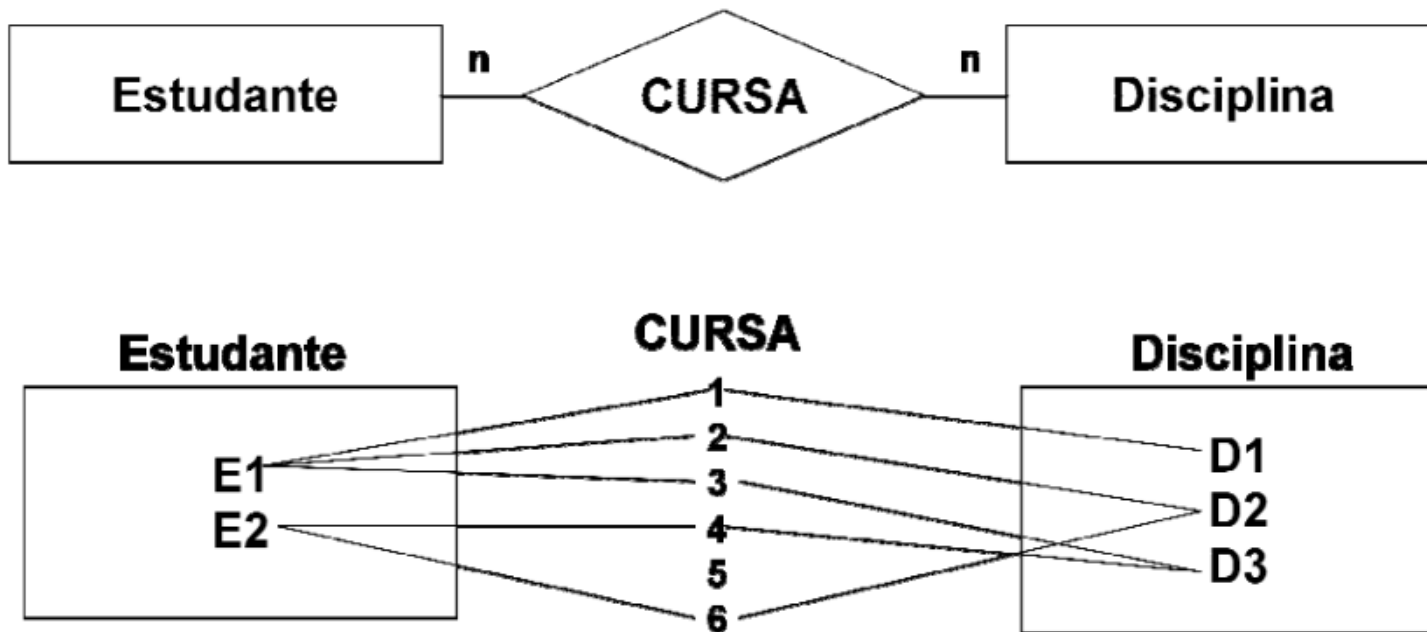 n n
Estudante CURSA Disciplina
CURSA
Estudante Disciplina
1
2
D1
E1
3
D2
E2
4
D3
5
6